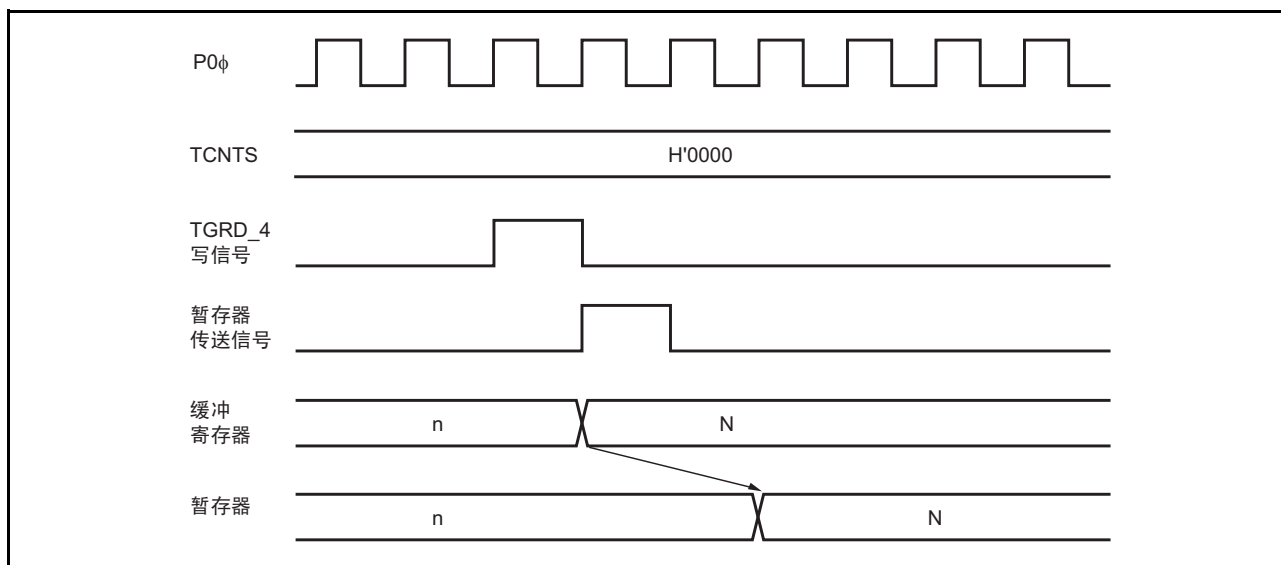 P0ϕ
TCNTS
H'0000
TGRD_4
写信号
暂存器
传送信号
缓冲
寄存器
n
N
暂存器
n
N